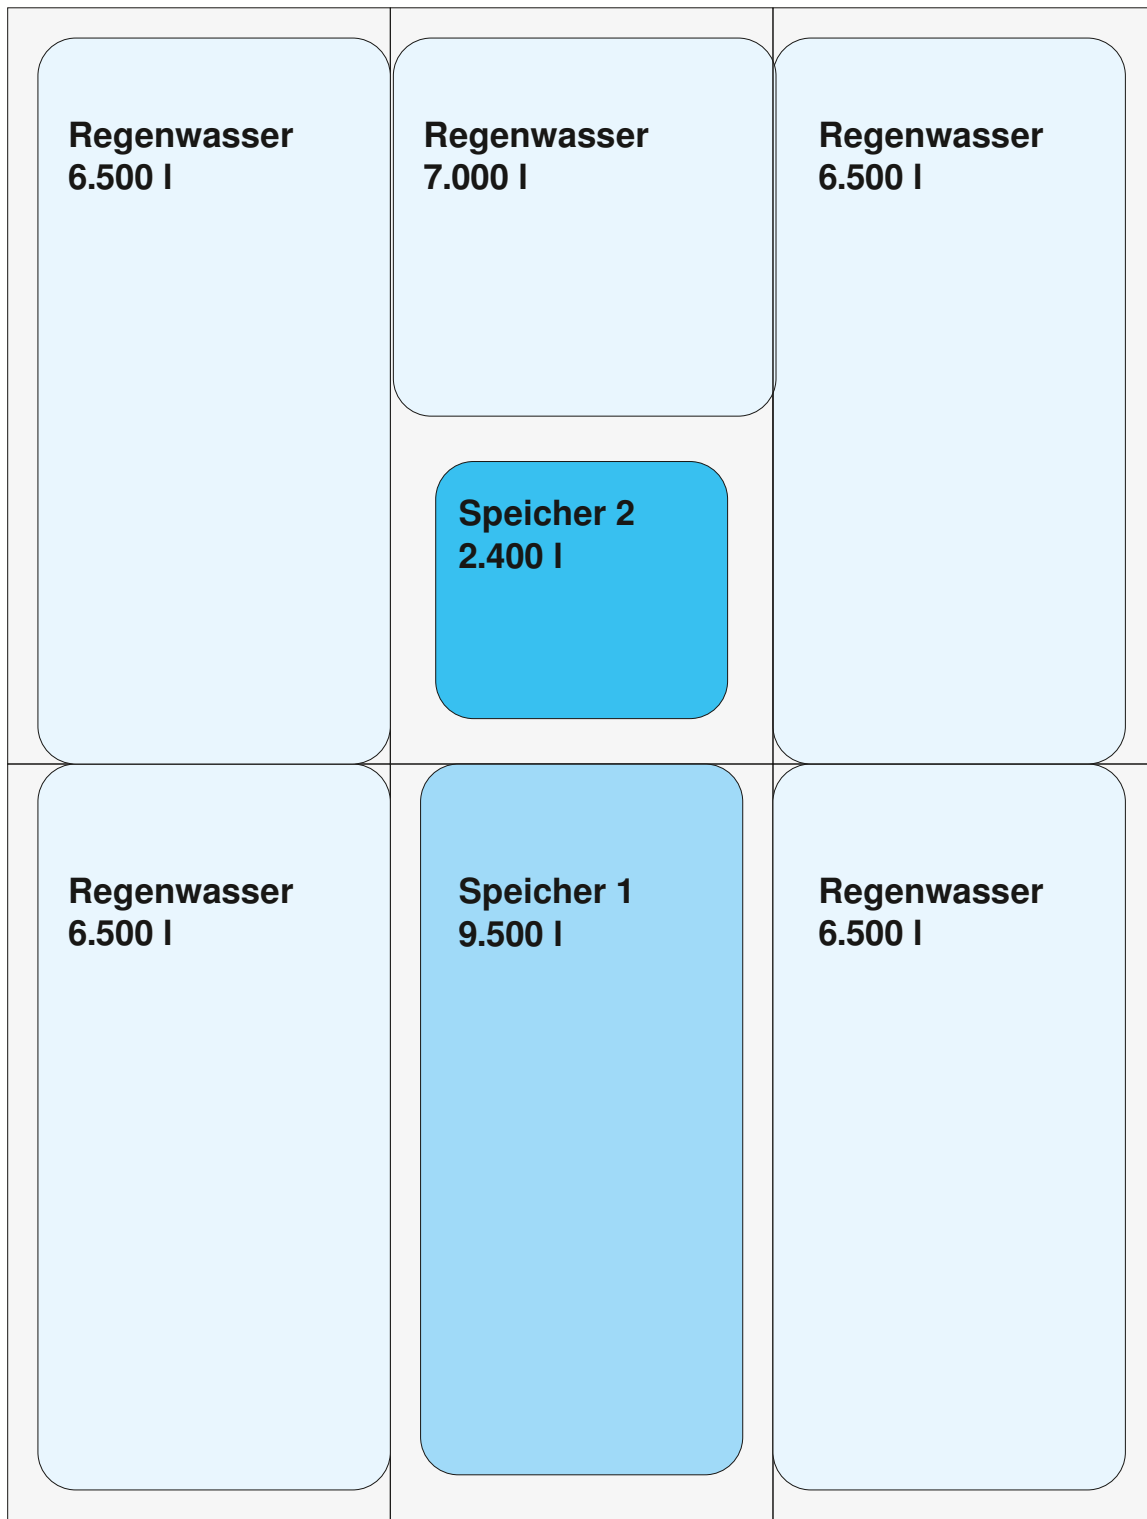 Regenwasser
6.500 l
Regenwasser
7.000 l
Regenwasser
6.500 l
Speicher 2
2.400 l
Regenwasser
6.500 l
Speicher 1
9.500 l
Regenwasser
6.500 l